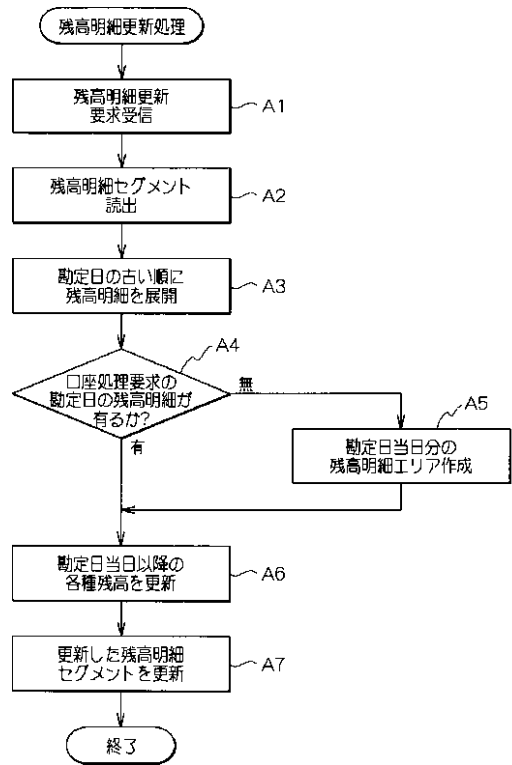 残高明細更新処理
残高明細更新
要求受信
A1
残高明細セグメント
読出
A2
勘定日の古い順に
残高明細を展開
A3
A4
口座処理要求の
勘定日の残高明細が
有るか?
無
有
A5
勘定日当日分の
残高明細エリア作成
勘定日当日以降の
各種残高を更新
A6
更新した残高明細
セグメントを更新
A7
終了